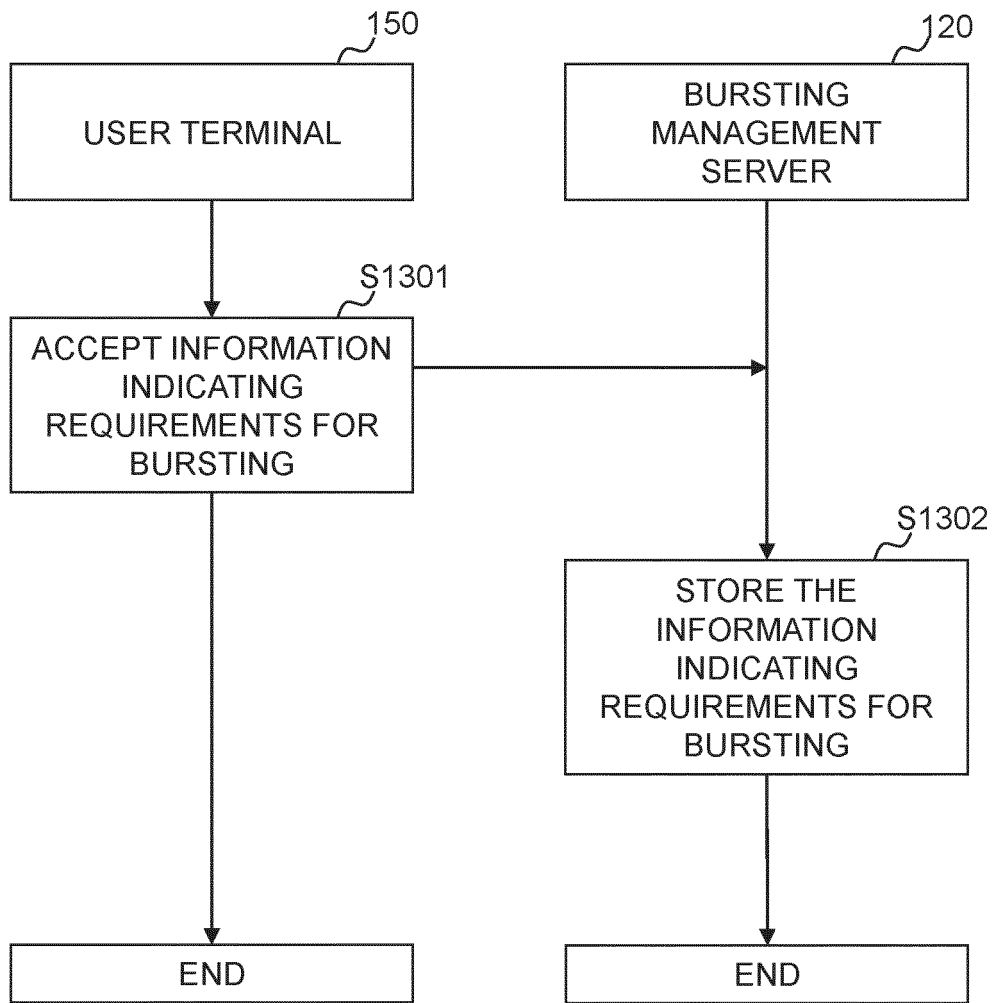 150
USER TERMINAL
120
BURSTING
MANAGEMENT
SERVER
S1301
ACCEPT INFORMATION
INDICATING
REQUIREMENTS FOR
BURSTING
S1302
STORE THE
INFORMATION
INDICATING
REQUIREMENTS FOR
BURSTING
END
END